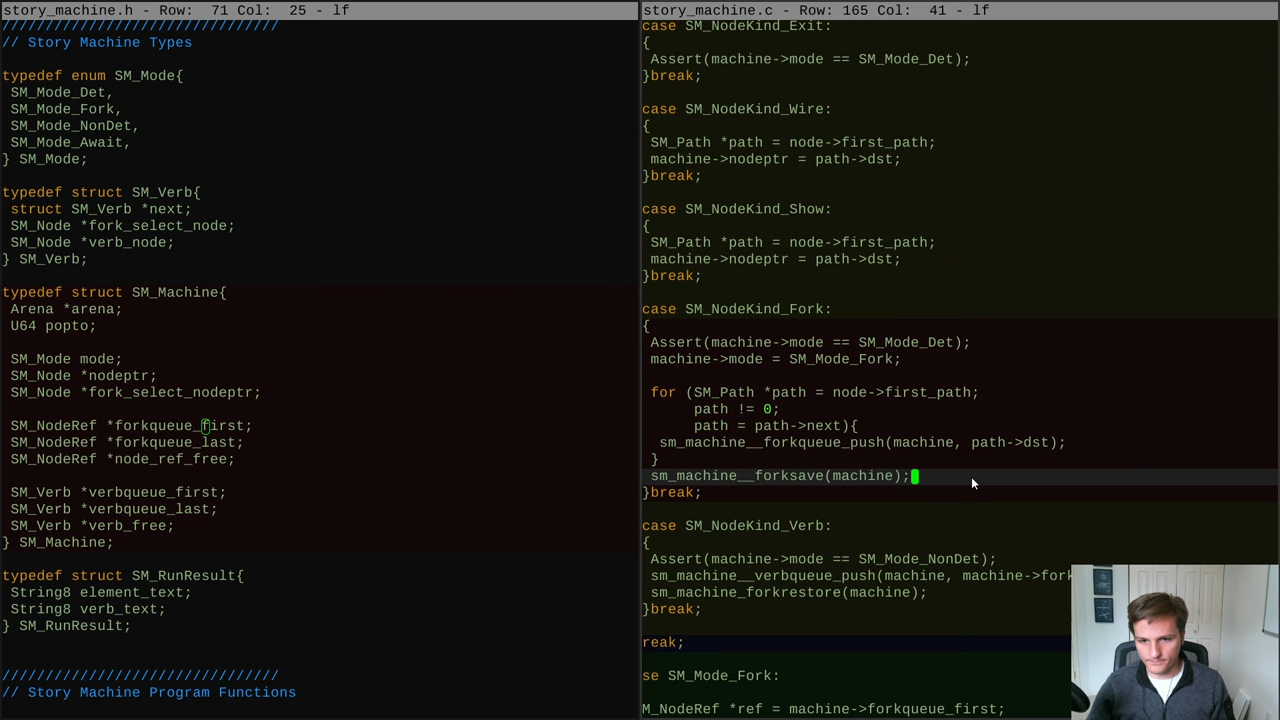 story_machine.h - Row:  71 Col:  25 - lf
////////////////////////////////
// Story Machine Types
typedef enum SM_Mode{
SM_Mode_Det,
SM_Mode_Fork,
SM_Mode_NonDet,
SM_Mode_Await,
} SM_Mode;
typedef struct SM_Verb{
struct SM_Verb *next;
SM_Node *fork_select_node;
SM_Node *verb_node;
} SM_Verb;
typedef struct SM_Machine{
Arena *arena;
U64 popto;
SM_Mode mode;
SM_Node *nodeptr;
SM_Node *fork_select_nodeptr;
SM_NodeRef *forkqueue_first;
SM_NodeRef *forkqueue_last;
SM_NodeRef *node_ref_free;
SM_Verb *verbqueue_first;
SM_Verb *verbqueue_last;
SM_Verb *verb_free;
} SM_Machine;
typedef struct SM_RunResult{
String8 element_text;
String8 verb_text;
} SM_RunResult;
////////////////////////////////
// Story Machine Program Functions
story_machine.c - Row: 165 Col:  41 - lf
case SM_NodeKind_Exit:
{
Assert(machine->mode == SM_Mode_Det);
}break;
case SM_NodeKind_Wire:
{
SM_Path *path = node->first_path;
machine->nodeptr = path->dst;
}break;
case SM_NodeKind_Show:
{
SM_Path *path = node->first_path;
machine->nodeptr = path->dst;
}break;
case SM_NodeKind_Fork:
{
Assert(machine->mode == SM_Mode_Det);
machine->mode = SM_Mode_Fork;
for (SM_Path *path = node->first_path;
path != 0;
path = path->next){
sm_machine__forkqueue_push(machine, path->dst);
}
sm_machine__forksave(machine);
}break;
case SM_NodeKind_Verb:
{
Assert(machine->mode == SM_Mode_NonDet);
sm_machine__verbqueue_push(machine, machine->fork
sm_machine_forkrestore(machine);
}break;
reak;
se SM_Mode_Fork:
M_NodeRef *ref = machine->forkqueue_first;